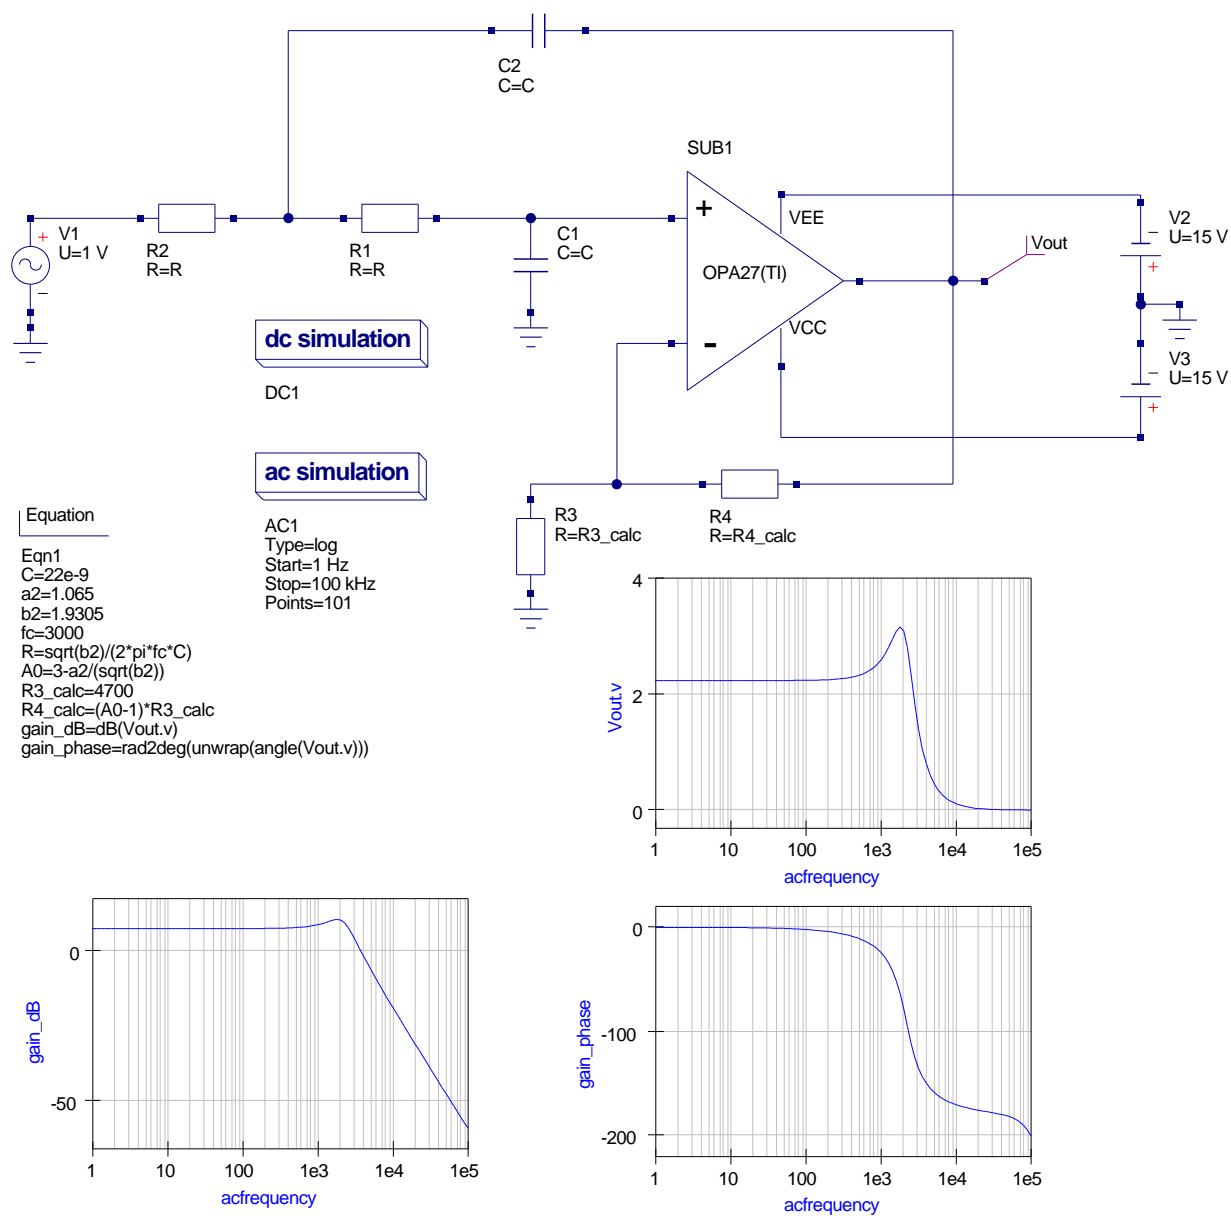 C2
C=C
SUB1
+
VEE
V2
U=15 V
V1
U=1 V
R2
R=R
R1
R=R
C1
C=C
OPA27(TI)
Vout
VCC
-
V3
U=15 V
dc simulation
DC1
ac simulation
AC1
Type=log
Start=1 Hz
Stop=100 kHz
Points=101
R3
R=R3_calc
R4
R=R4_calc
Equation
Eqn1
C=22e-9
a2=1.065
b2=1.9305
fc=3000
R=sqrt(b2)/(2*pi*fc*C)
A0=3-a2/(sqrt(b2))
R3_calc=4700
R4_calc=(A0-1)*R3_calc
gain_dB=dB(Vout.v)
gain_phase=rad2deg(unwrap(angle(Vout.v)))
4
2
0
Vout.v
1 10 100 1e3 1e4 1e5
acfrequency
0
-50
gain_dB
1 10 100 1e3 1e4 1e5
acfrequency
0
-100
-200
gain_phase
1 10 100 1e3 1e4 1e5
acfrequency